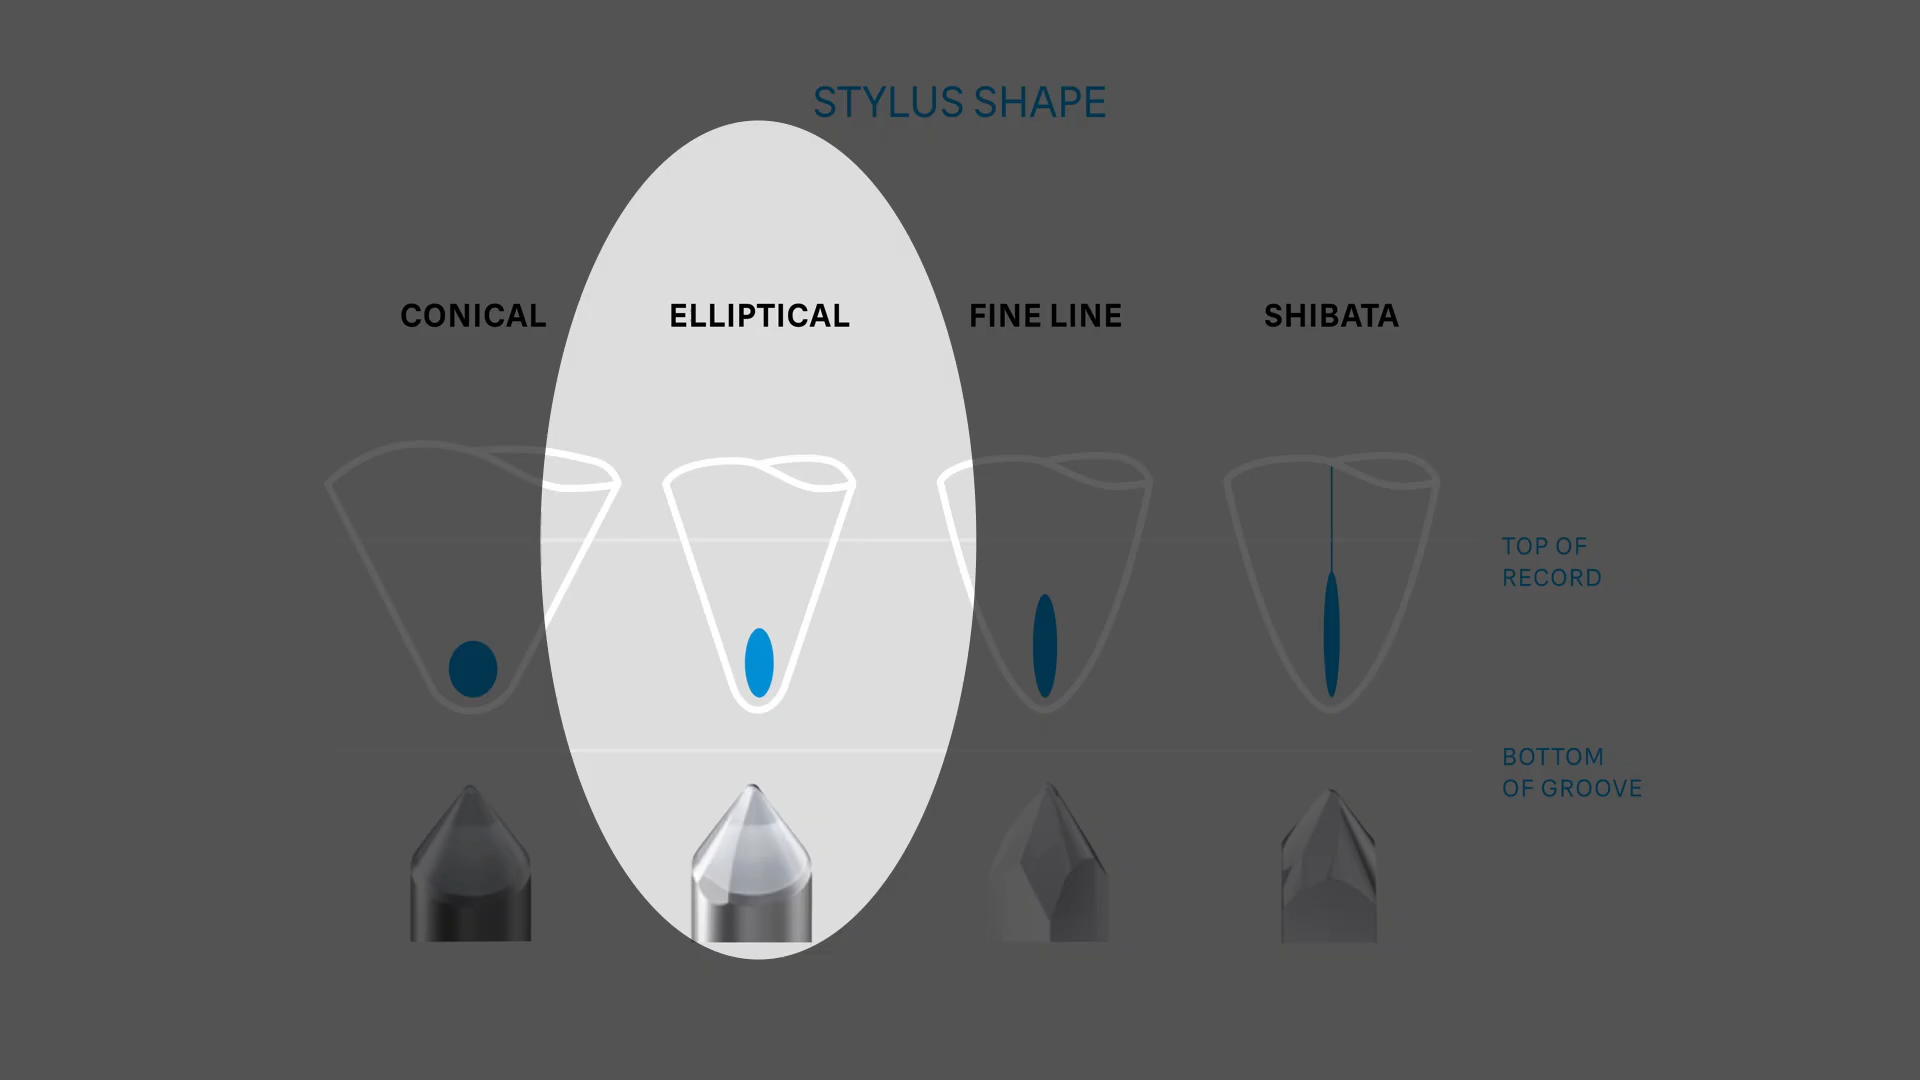 STYLUS SHAPE
CONICAL
ELLIPTICAL
FINE LINE
SHIBATA
TOP OF
RECORD
BOTTOM
OF GROOVE